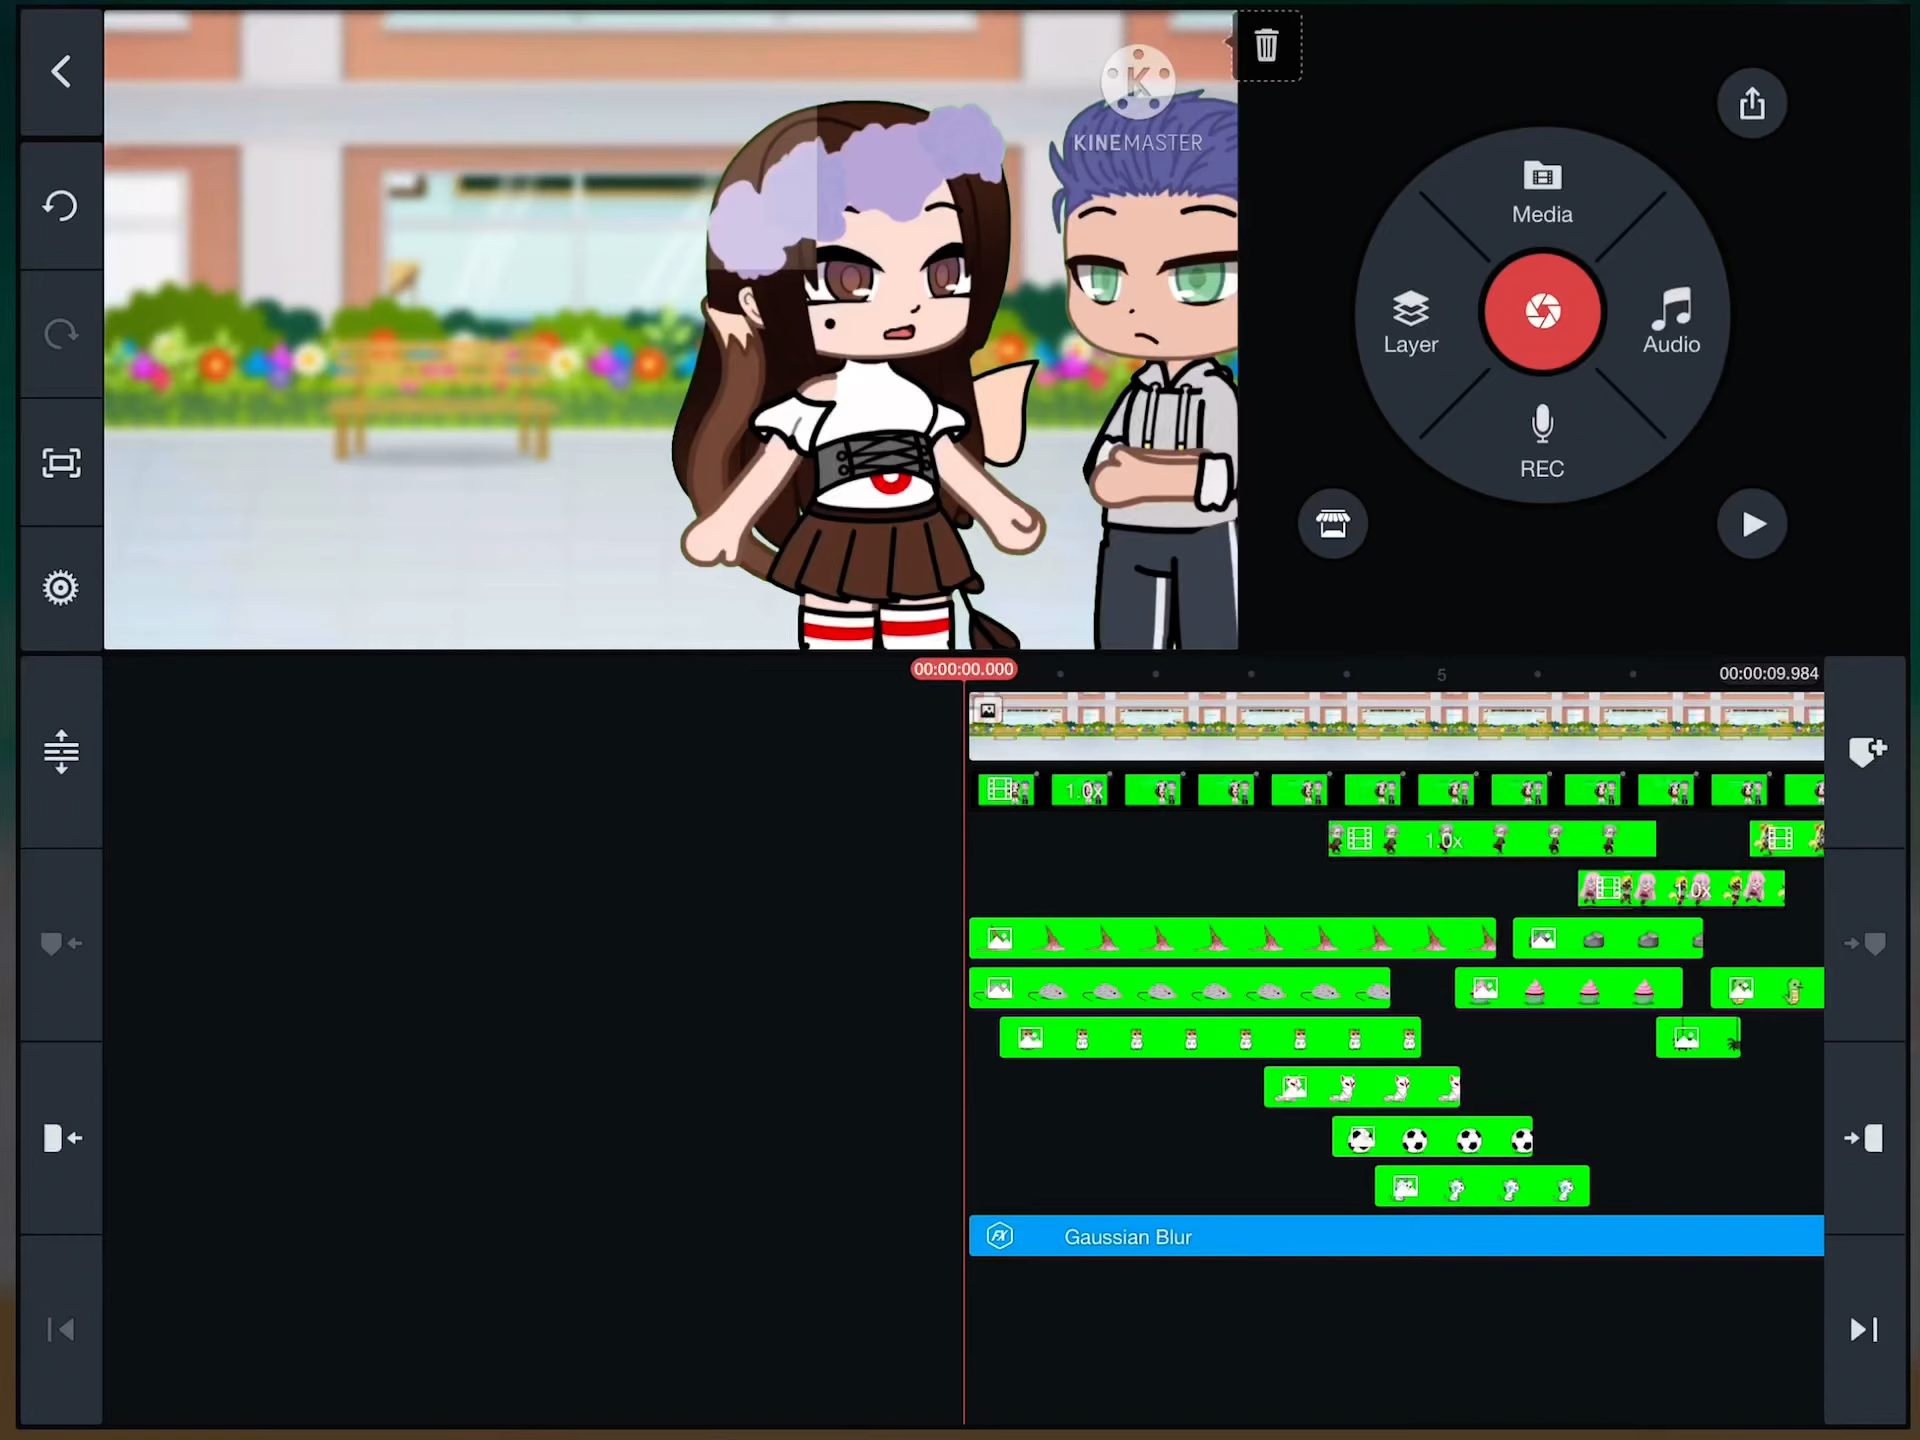 KINEMASTER
Media
Layer
Audio
REC
00:00:00.000
5
00:00:09.984
1.0x
1.0x
1.0x
FX
Gaussian Blur